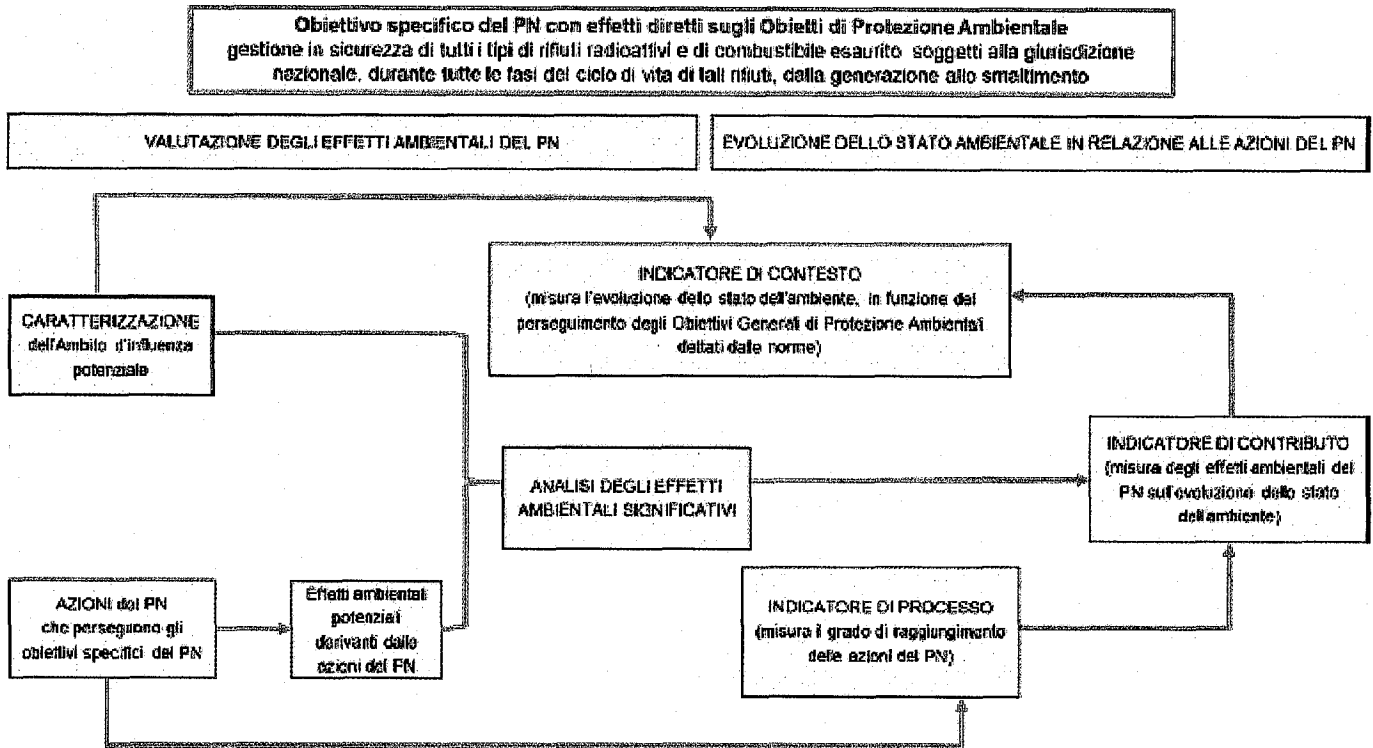 Obiettivo specifico del PN con effetti diretti sugli Obietti di Protezione Ambientale
gestione in sicurezza di tutti i tipi di rifiuti radioattivi e di combustibile esaurito soggetti alla giurisdizione
nazionale, durante tutte le fasi del ciclo di vita di tali rifiuti, dalla generazione allo smaltimento
VALUTAZIONE DEGLI EFFETTI AMBIENTALI DEL PN
EVOLUZIONE DELLO STATO AMBIENTALE IN RELAZIONE ALLE AZIONI DEL PN
INDICATORE DI CONTESTO
(misura l'evoluzione dello stato dell'ambiente, in funzione del
perseguimento degli Obiettivi Generali di Protezione Ambientali
dettati dale norme)
CARATTERIZZAZIONE
dell'Ambito d'influenza
potenziale
ANALISI DEGLI EFFETTI
AMBIENTALI SIGNIFICATIVI
INDICATORE DI CONTRIBUTO
(misura degli effetti ambientali del
PN sull'evoluzione dello stato
dell'ambiente)
AZIONI del PN
che perseguono gli
obiettivi specifici del PN
Effetti ambientali
potenziali
derivanti dalle
azioni del PN
INDICATORE DI PROCESSO
(misura il grado di raggiungimento
delle azioni del PN)